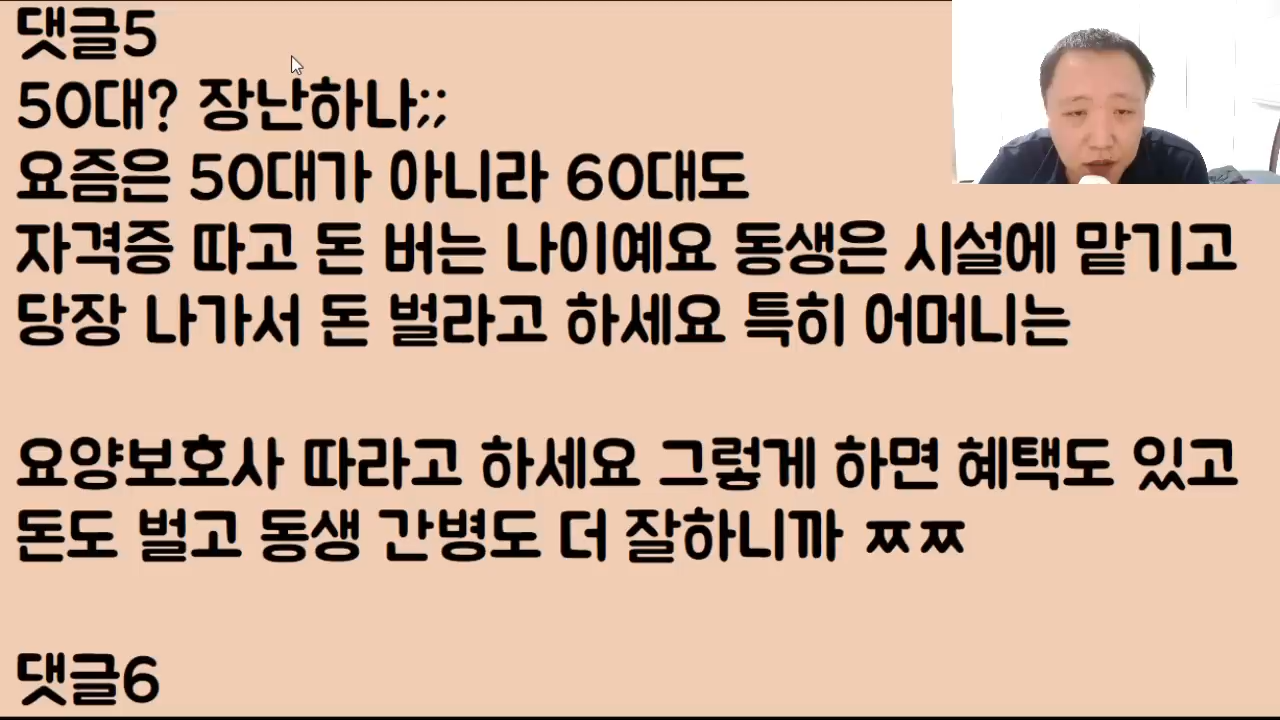 댓글5
50대? 장난하나;;
요즘은 50대가 아니라 60대도
자격증 따고 돈 버는 나이예요 동생은 시설에 맡기고
당장 나가서 돈 벌라고 하세요 특히 어머니는
요양보호사 따라고 하세요 그렇게 하면 혜택도 있고
돈도 벌고 동생 간병도 더 잘하니까 ㅉㅉ
댓글6